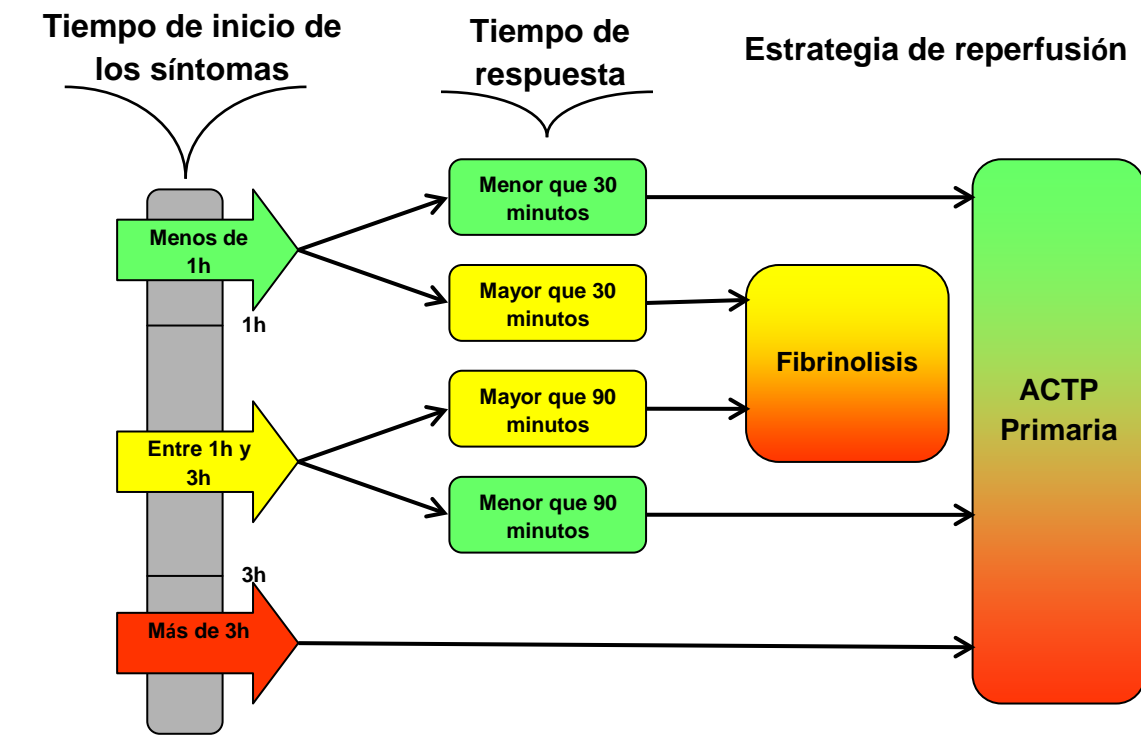 Tiempo de inicio de
los síntomas
Tiempo de
respuesta
Estrategia de reperfusión
Menos de
1h
1h
Entre 1h y
3h
3h
Más de 3h
Menor que 30
minutos
Mayor que 30
minutos
Mayor que 90
minutos
Menor que 90
minutos
Fibrinolisis
ACTP
Primaria